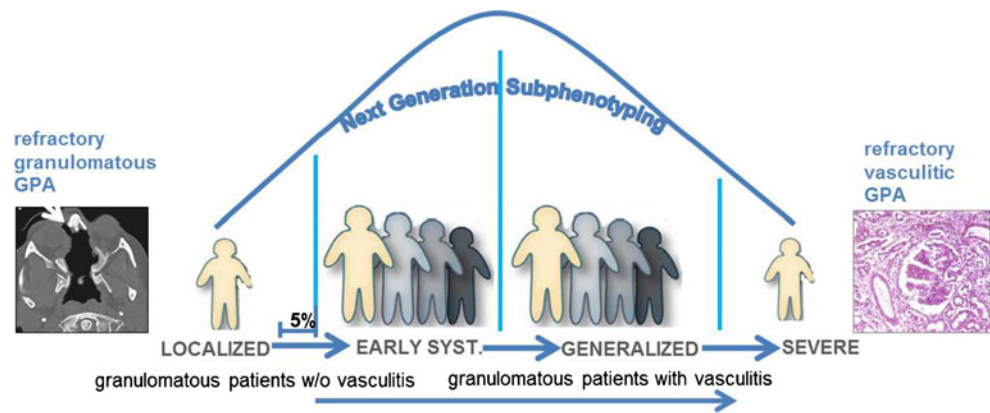 Next Generation Subphenotyping
refractory
granulomatous
GPA
refractory
vasculitic
GPA
5%
LOCALIZED EARLY SYST. GENERALIZED SEVERE
granulomatous patients w/o vasculitis granulomatous patients with vasculitis